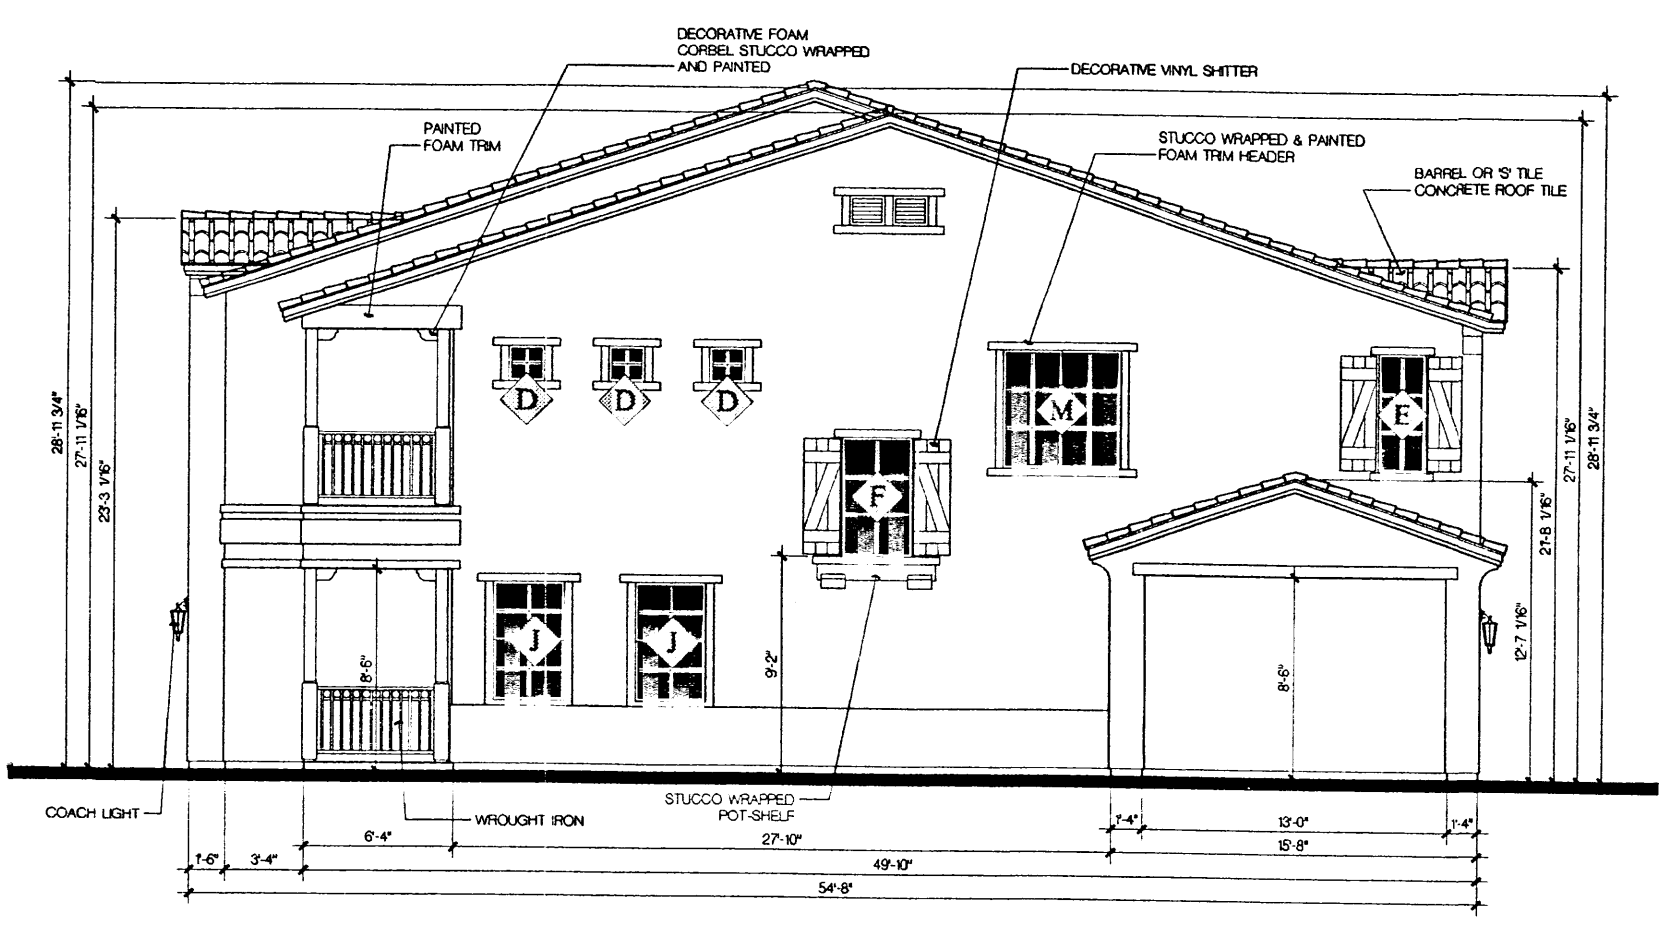 DECORATIVE FOAM
CORBEL STUCCO WRAPPED
AND PAINTED
DECORATIVE VINYL SHITTER
PAINTED
FOAM TRIM
STUCCO WRAPPED & PAINTED
FOAM TRIM HEADER
BARREL OR 'S' TILE
CONCRETE ROOF TILE
28'-11 3/4"
27'-11 1/16"
23'-3 1/16"
D
D
D
M
E
F
J
J
8'-6"
9'-2"
8'-6"
12'-7 1/16"
21'-8 1/16"
27'-11 1/16"
28'-11 3/4"
COACH LIGHT
WROUGHT IRON
STUCCO WRAPPED
POT-SHELF
1'-4"
13'-0"
1'-4"
6'-4"
27'-10"
15'-8"
1'-6"
3'-4"
49'-10"
54'-8"